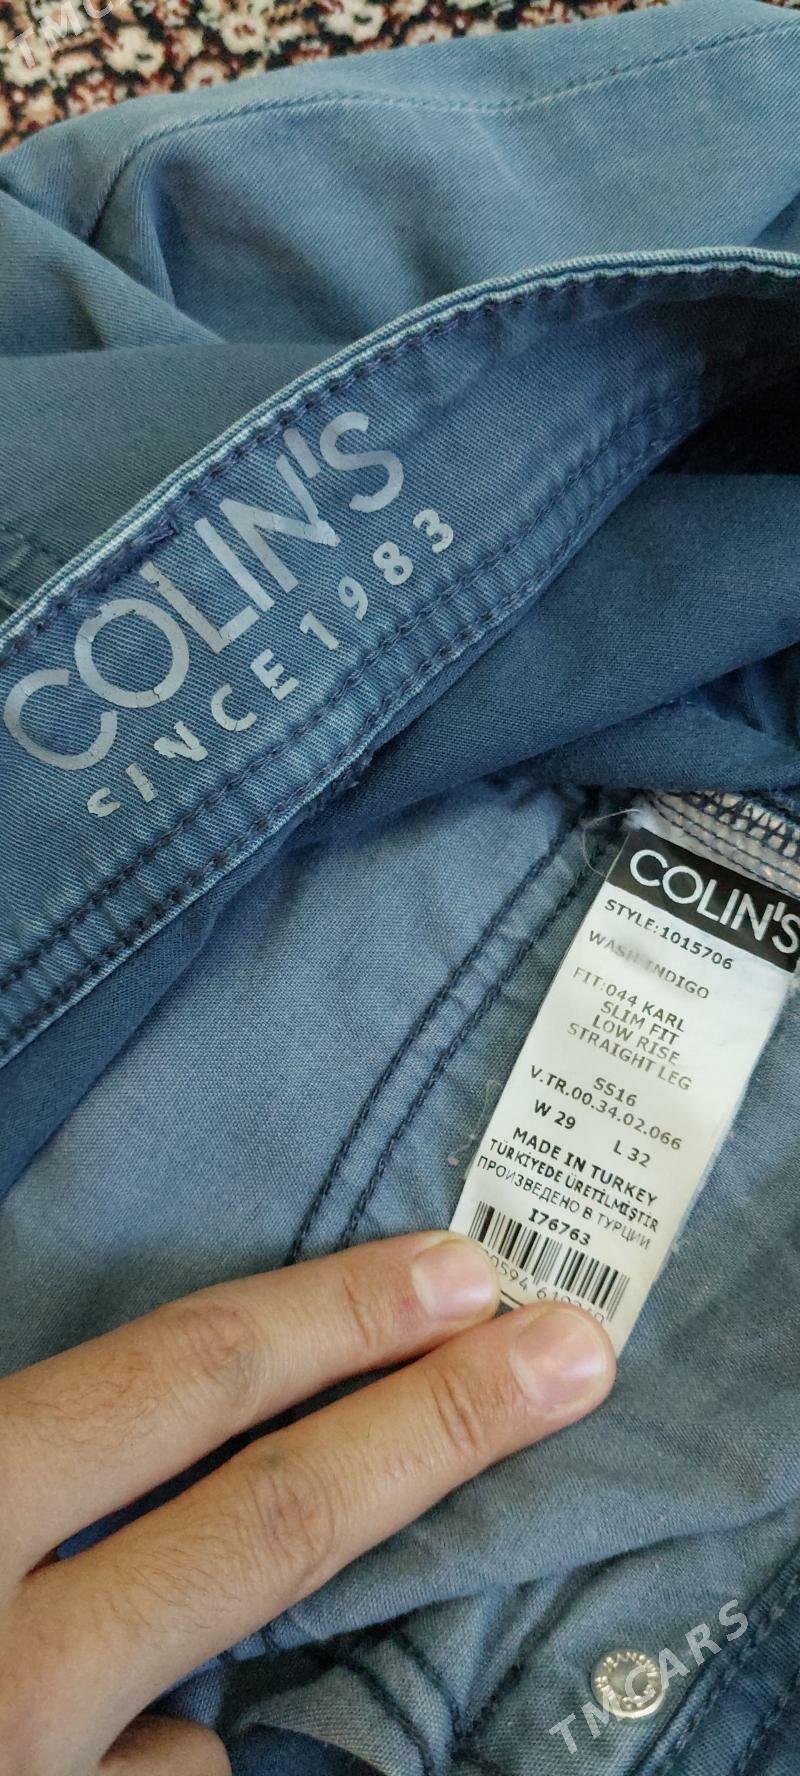 TMCA
COLIN'S
SINCE 1983
COLIN'S
STYLE:1015706
WASH INDIGO
FIT:044 KARL
SLIM FIT
LOW RISE
STRAIGHT LEG
SS16
V.TR.00.34.02.066
W 29 L 32
MADE IN TURKEY
TÜRKİYEDE ÜRETİLMİŞTİR
ПРОИЗВЕДЕНО В ТУРЦИИ
I76763
TMCARS